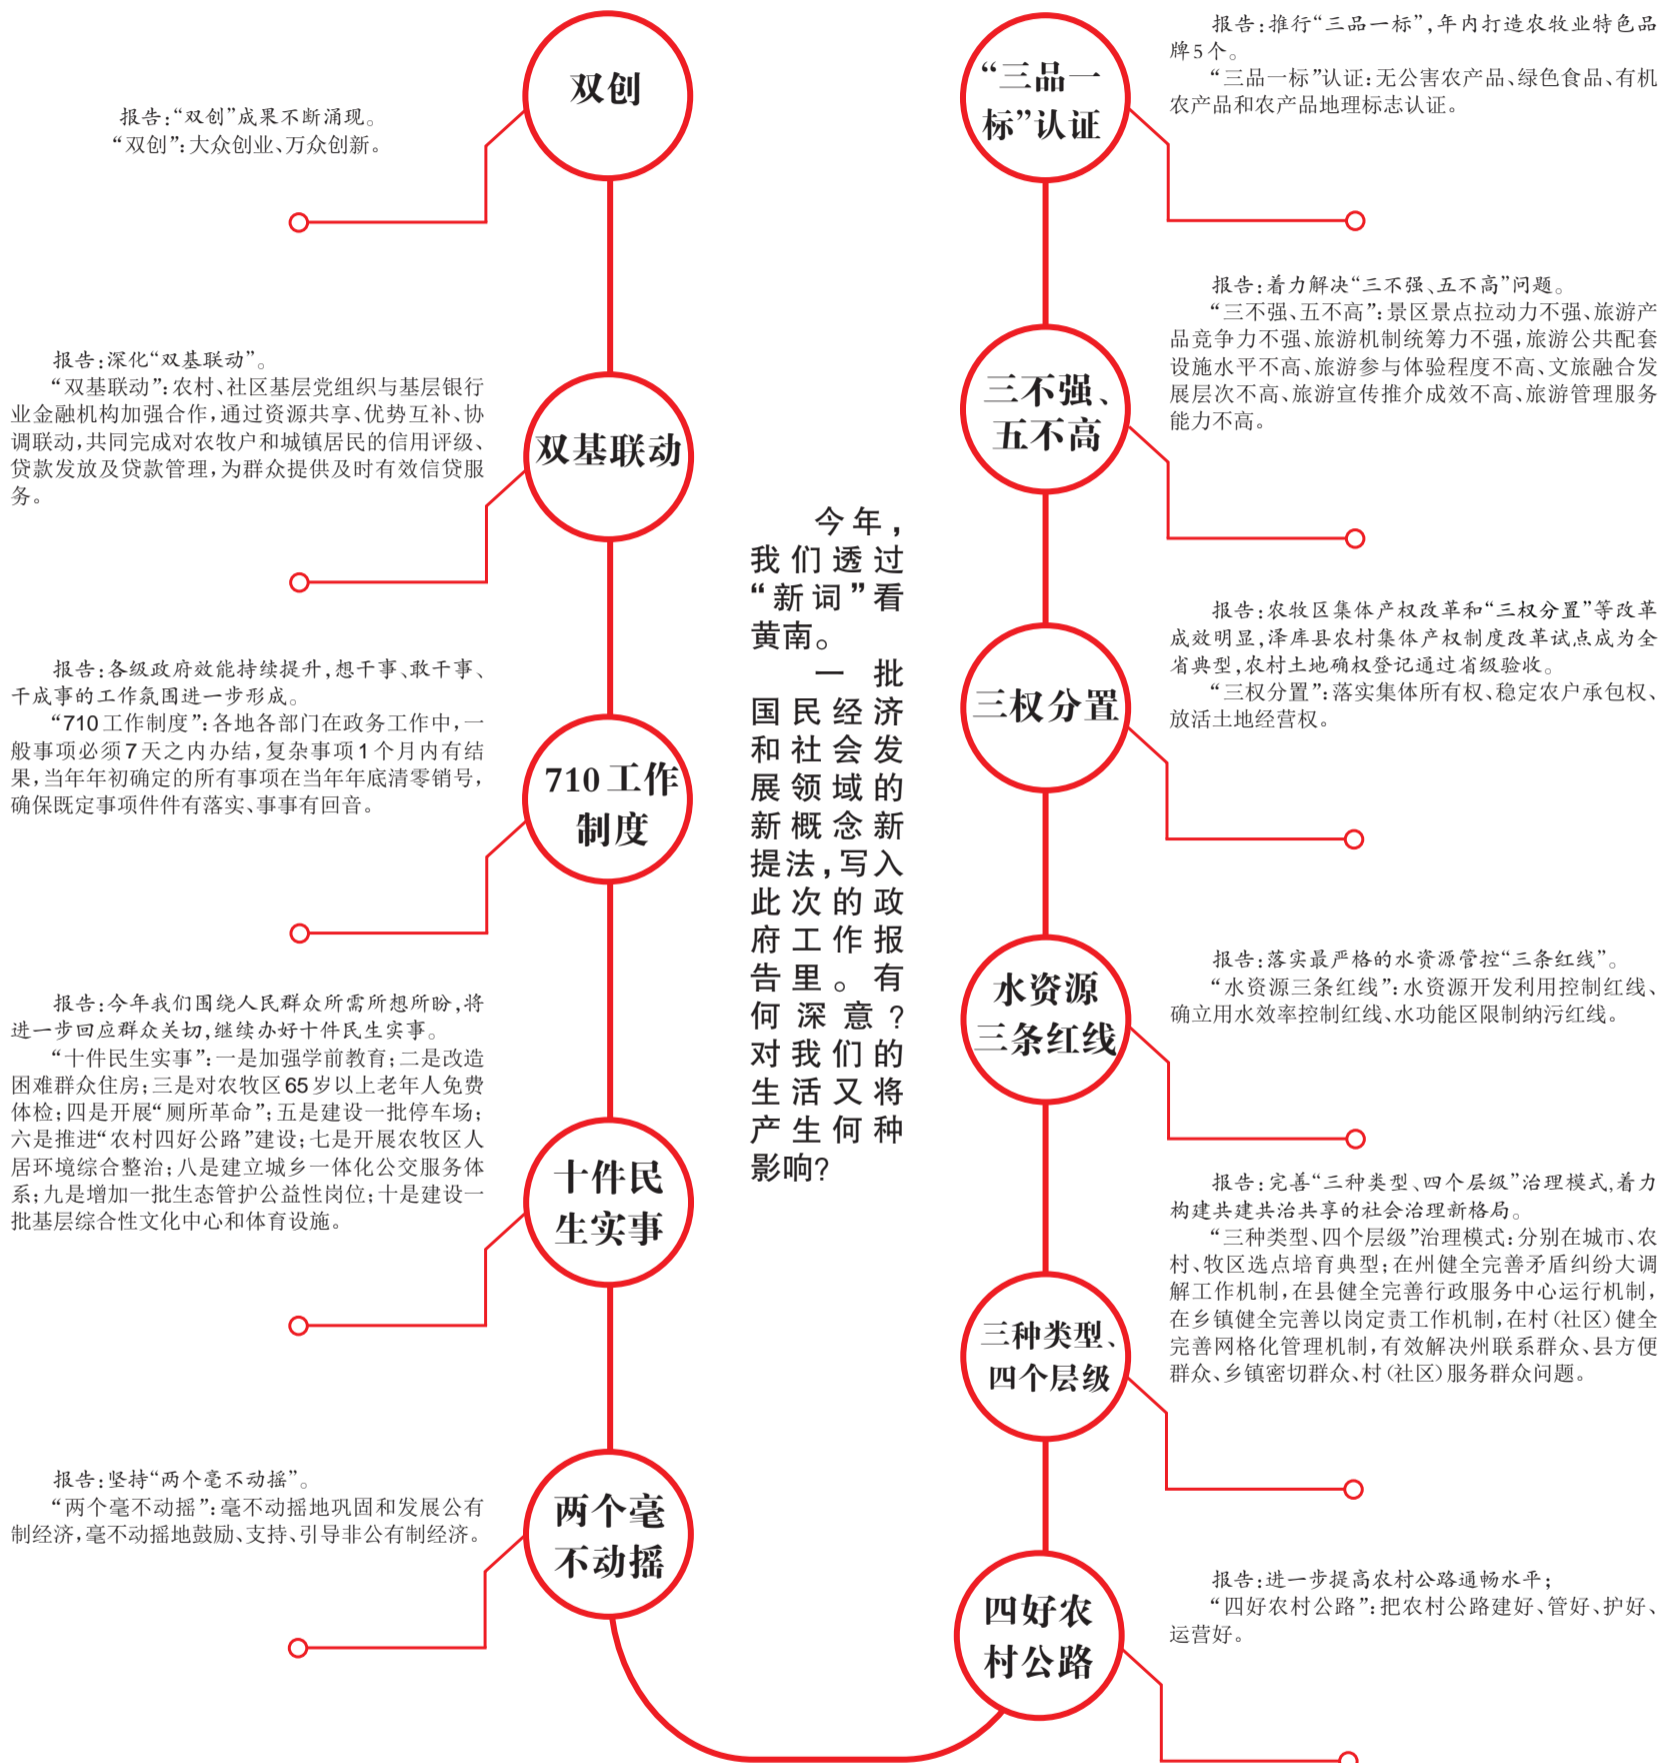 双创
报告:“双创”成果不断涌现。
“双创”:大众创业、万众创新。
双基联动
报告:深化“双基联动”。
“双基联动”:农村、社区基层党组织与基层银行
业金融机构加强合作,通过资源共享、优势互补、协
调联动,共同完成对农牧户和城镇居民的信用评级、
贷款发放及贷款管理,为群众提供及时有效信贷服
务。
710工作
制度
报告:各级政府效能持续提升,想干事、敢干事、
干成事的工作氛围进一步形成。
“710工作制度”:各地各部门在政务工作中,一
般事项必须7天之内办结,复杂事项1个月内有结
果,当年年初确定的所有事项在当年年底清零销号,
确保既定事项件件有落实、事事有回音。
十件民
生实事
报告:今年我们围绕人民群众所需所想所盼,将
进一步回应群众关切,继续办好十件民生实事。
“十件民生实事”:一是加强学前教育;二是改造
困难群众住房;三是对农牧区65岁以上老年人免费
体检;四是开展“厕所革命”;五是建设一批停车场;
六是推进“农村四好公路”建设;七是开展农牧区人
居环境综合整治;八是建立城乡一体化公交服务体
系;九是增加一批生态管护公益性岗位;十是建设一
批基层综合性文化中心和体育设施。
两个毫
不动摇
报告:坚持“两个毫不动摇”。
“两个毫不动摇”:毫不动摇地巩固和发展公有
制经济,毫不动摇地鼓励、支持、引导非公有制经济。
今年,
我们透过
“新词”看
黄南。
一批
国民经济
和社会发
展领域的
新概念新
提法,写入
此次的政
府工作报
告里。有
何深意?
对我们的
生活又将
产生何种
影响?
“三品一
标”认证
报告:推行“三品一标”,年内打造农牧业特色品
牌5个。
“三品一标”认证:无公害农产品、绿色食品、有机
农产品和农产品地理标志认证。
三不强、
五不高
报告:着力解决“三不强、五不高”问题。
“三不强、五不高”:景区景点拉动力不强、旅游产
品竞争力不强、旅游机制统筹力不强,旅游公共配套
设施水平不高、旅游参与体验程度不高、文旅融合发
展层次不高、旅游宣传推介成效不高、旅游管理服务
能力不高。
三权分置
报告:农牧区集体产权改革和“三权分置”等改革
成效明显,泽库县农村集体产权制度改革试点成为全
省典型,农村土地确权登记通过省级验收。
“三权分置”:落实集体所有权、稳定农户承包权、
放活土地经营权。
水资源
三条红线
报告:落实最严格的水资源管控“三条红线”。
“水资源三条红线”:水资源开发利用控制红线、
确立用水效率控制红线、水功能区限制纳污红线。
三种类型、
四个层级
报告:完善“三种类型、四个层级”治理模式,着力
构建共建共治共享的社会治理新格局。
“三种类型、四个层级”治理模式:分别在城市、农
村、牧区选点培育典型;在州健全完善矛盾纠纷大调
解工作机制,在县健全完善行政服务中心运行机制,
在乡镇健全完善以岗定责工作机制,在村(社区)健全
完善网格化管理机制,有效解决州联系群众、县方便
群众、乡镇密切群众、村(社区)服务群众问题。
四好农
村公路
报告:进一步提高农村公路通畅水平;
“四好农村公路”:把农村公路建好、管好、护好、
运营好。